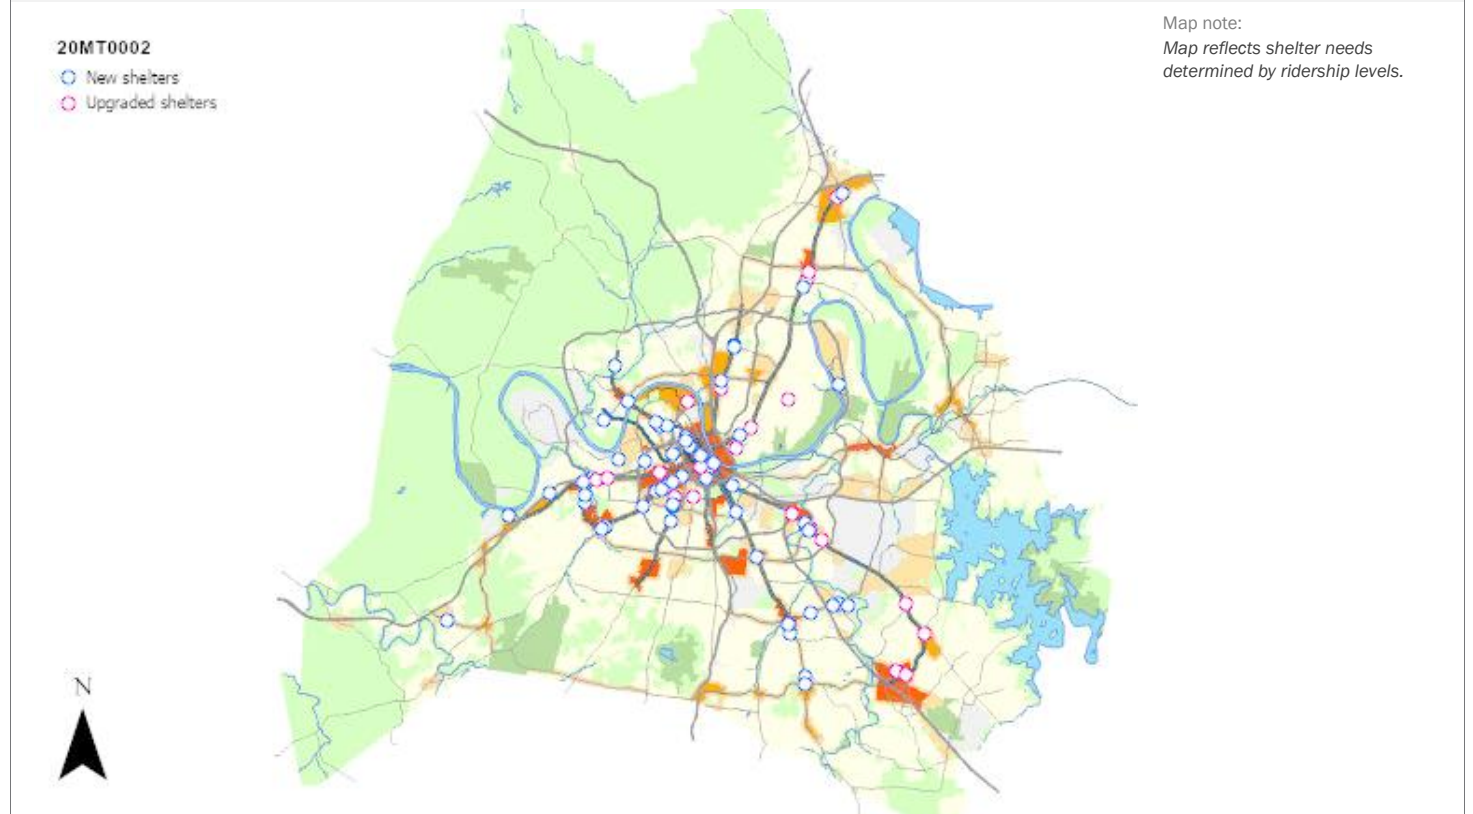 20MT0002
New shelters
Upgraded shelters
Map note:
Map reflects shelter needs
determined by ridership levels.
N